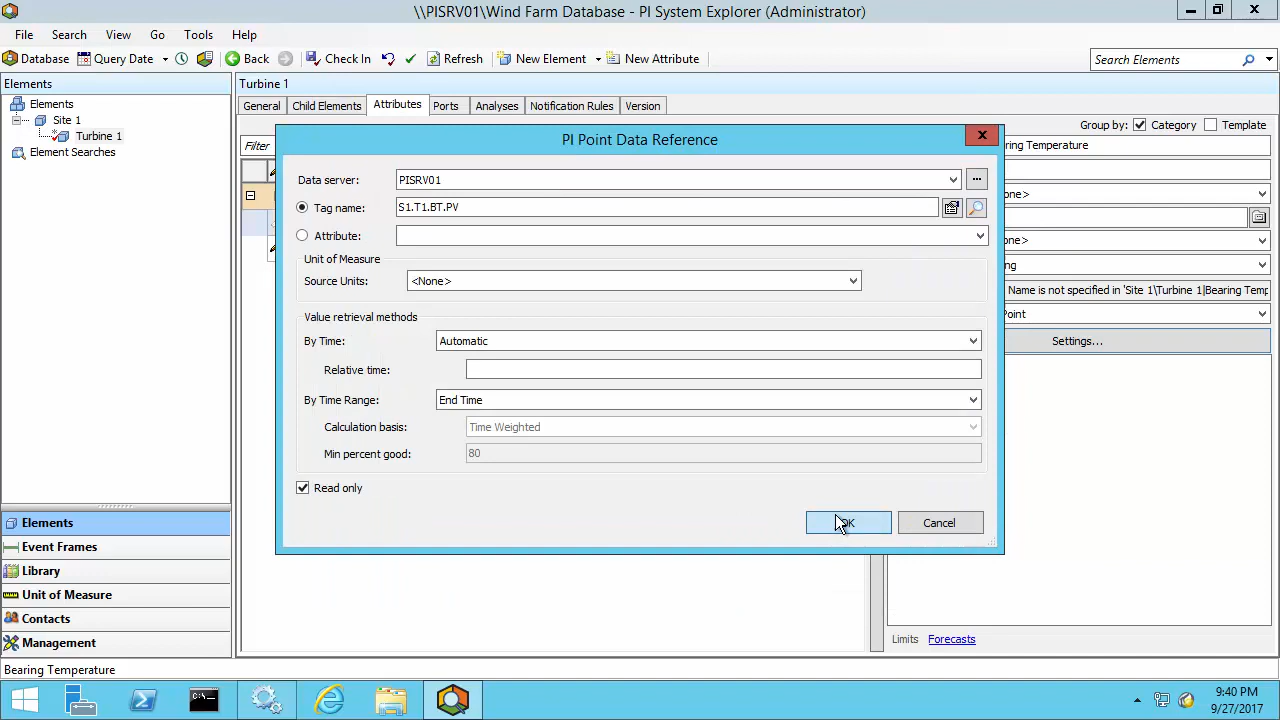 \\PISRV01\Wind Farm Database - PI System Explorer (Administrator)
File Search View Go Tools Help
Database Query Date Back Check In Refresh New Element New Attribute Search Elements
Elements
Elements
Site 1
Turbine 1
Element Searches
Turbine 1
General Child Elements Attributes Ports Analyses Notification Rules Version
Group by: Category Template
Filter
PI Point Data Reference
Data server: PISRV01
Tag name: S1.T1.BT.PV
Attribute:
Unit of Measure
Source Units: <None>
Value retrieval methods
By Time: Automatic
Relative time:
By Time Range: End Time
Calculation basis: Time Weighted
Min percent good: 80
Read only
OK Cancel
ring Temperature
one>
one>
ng
Name is not specified in 'Site 1\Turbine 1|Bearing Temp
Point
Settings...
Limits Forecasts
Elements
Event Frames
Library
Unit of Measure
Contacts
Management
Bearing Temperature
9:40 PM
9/27/2017